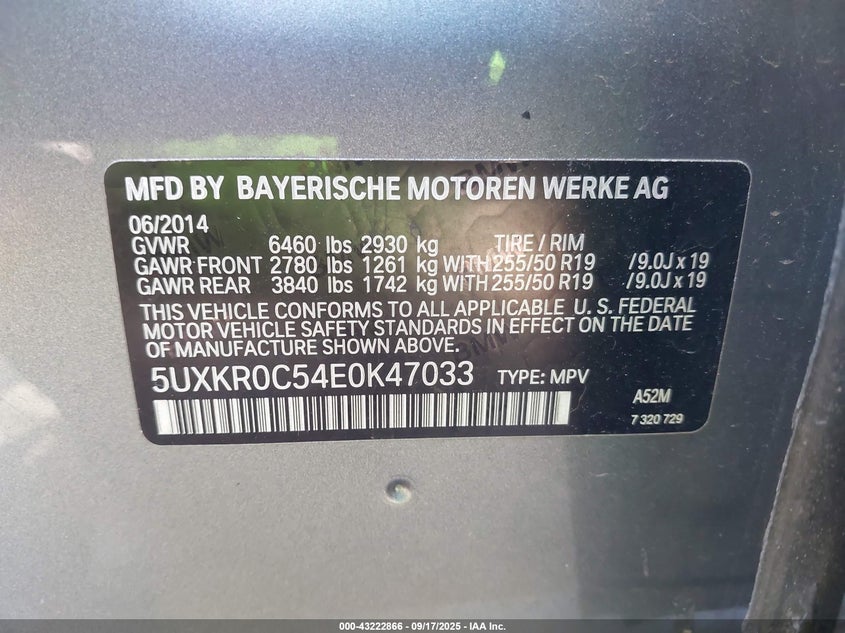 MFD BY BAYERISCHE MOTOREN WERKE AG
06/2014
GVWR 6460 lbs 2930 kg TIRE / RIM
GAWR FRONT 2780 lbs 1261 kg WITH 255/50 R19 /9.0J x 19
GAWR REAR 3840 lbs 1742 kg WITH 255/50 R19 /9.0J x 19
THIS VEHICLE CONFORMS TO ALL APPLICABLE U. S. FEDERAL
MOTOR VEHICLE SAFETY STANDARDS IN EFFECT ON THE DATE
OF MANUFACTURE SHOWN ABOVE.
5UXKR0C54E0K47033 TYPE: MPV
A52M
7 320 729
000-43222866 - 09/17/2025 - IAA Inc.